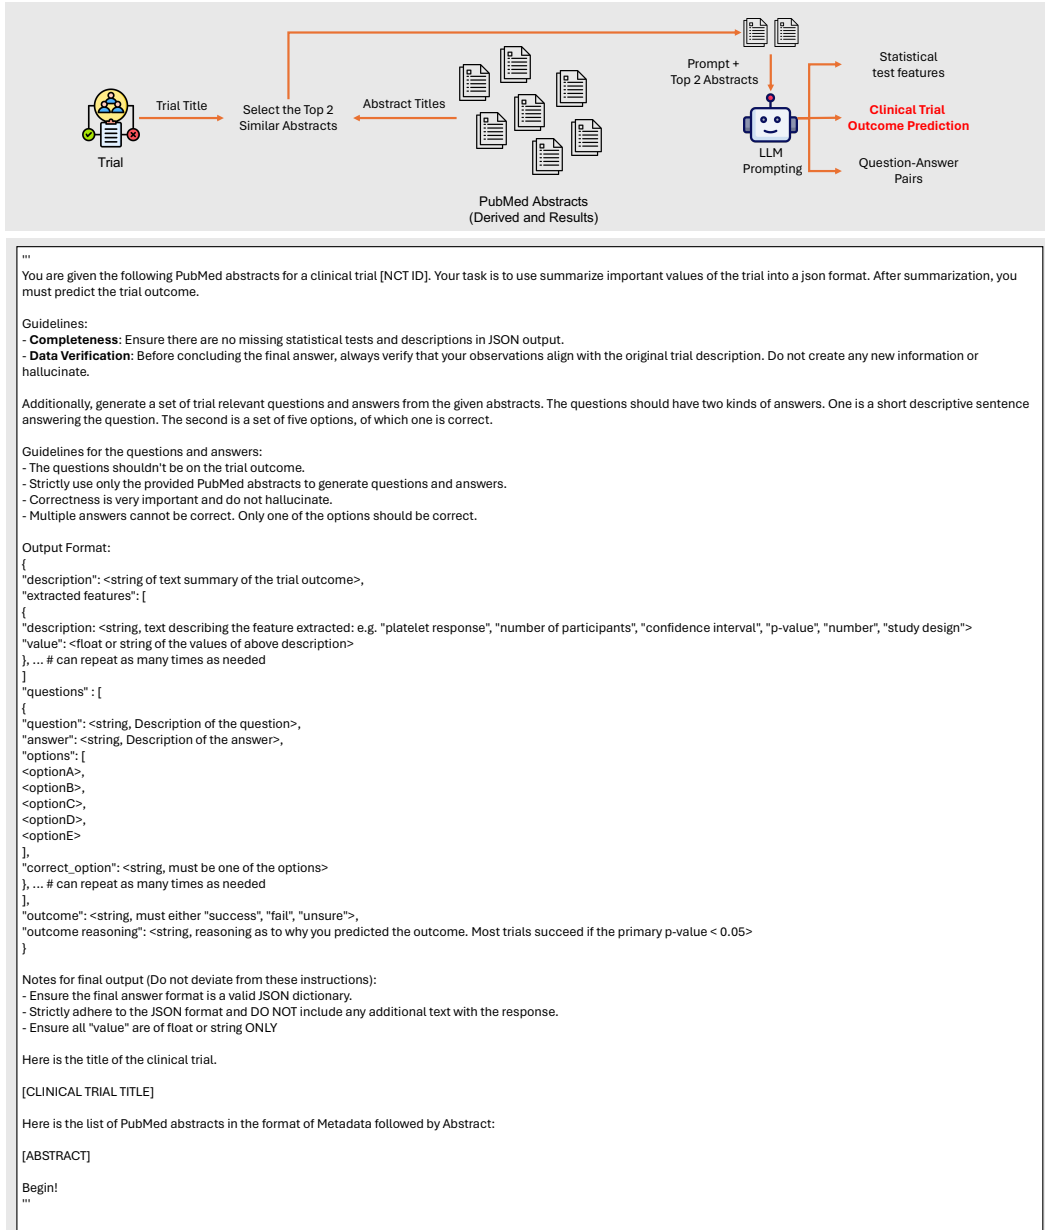 Trial
Trial Title
Select the Top 2
Similar Abstracts
Abstract Titles
PubMed Abstracts
(Derived and Results)
Prompt +
Top 2 Abstracts
LLM
Prompting
Statistical
test features
Clinical Trial
Outcome Prediction
Question-Answer
Pairs
'''
You are given the following PubMed abstracts for a clinical trial [NCT ID]. Your task is to use summarize important values of the trial into a json format. After summarization, you
must predict the trial outcome.
Guidelines:
- Completeness: Ensure there are no missing statistical tests and descriptions in JSON output.
- Data Verification: Before concluding the final answer, always verify that your observations align with the original trial description. Do not create any new information or
hallucinate.
Additionally, generate a set of trial relevant questions and answers from the given abstracts. The questions should have two kinds of answers. One is a short descriptive sentence
answering the question. The second is a set of five options, of which one is correct.
Guidelines for the questions and answers:
- The questions shouldn't be on the trial outcome.
- Strictly use only the provided PubMed abstracts to generate questions and answers.
- Correctness is very important and do not hallucinate.
- Multiple answers cannot be correct. Only one of the options should be correct.
Output Format:
{
"description": <string of text summary of the trial outcome>,
"extracted features": [
{
"description: <string, text describing the feature extracted: e.g. "platelet response", "number of participants", "confidence interval", "p-value", "number", "study design">
"value": <float or string of the values of above description>
}, ... # can repeat as many times as needed
]
"questions" : [
{
"question": <string, Description of the question>,
"answer": <string, Description of the answer>,
"options": [
<optionA>,
<optionB>,
<optionC>,
<optionD>,
<optionE>
],
"correct_option": <string, must be one of the options>
}, ... # can repeat as many times as needed
],
"outcome": <string, must either "success", "fail", "unsure">,
"outcome reasoning": <string, reasoning as to why you predicted the outcome. Most trials succeed if the primary p-value < 0.05>
}
Notes for final output (Do not deviate from these instructions):
- Ensure the final answer format is a valid JSON dictionary.
- Strictly adhere to the JSON format and DO NOT include any additional text with the response.
- Ensure all "value" are of float or string ONLY
Here is the title of the clinical trial.
[CLINICAL TRIAL TITLE]
Here is the list of PubMed abstracts in the format of Metadata followed by Abstract:
[ABSTRACT]
Begin!
'''